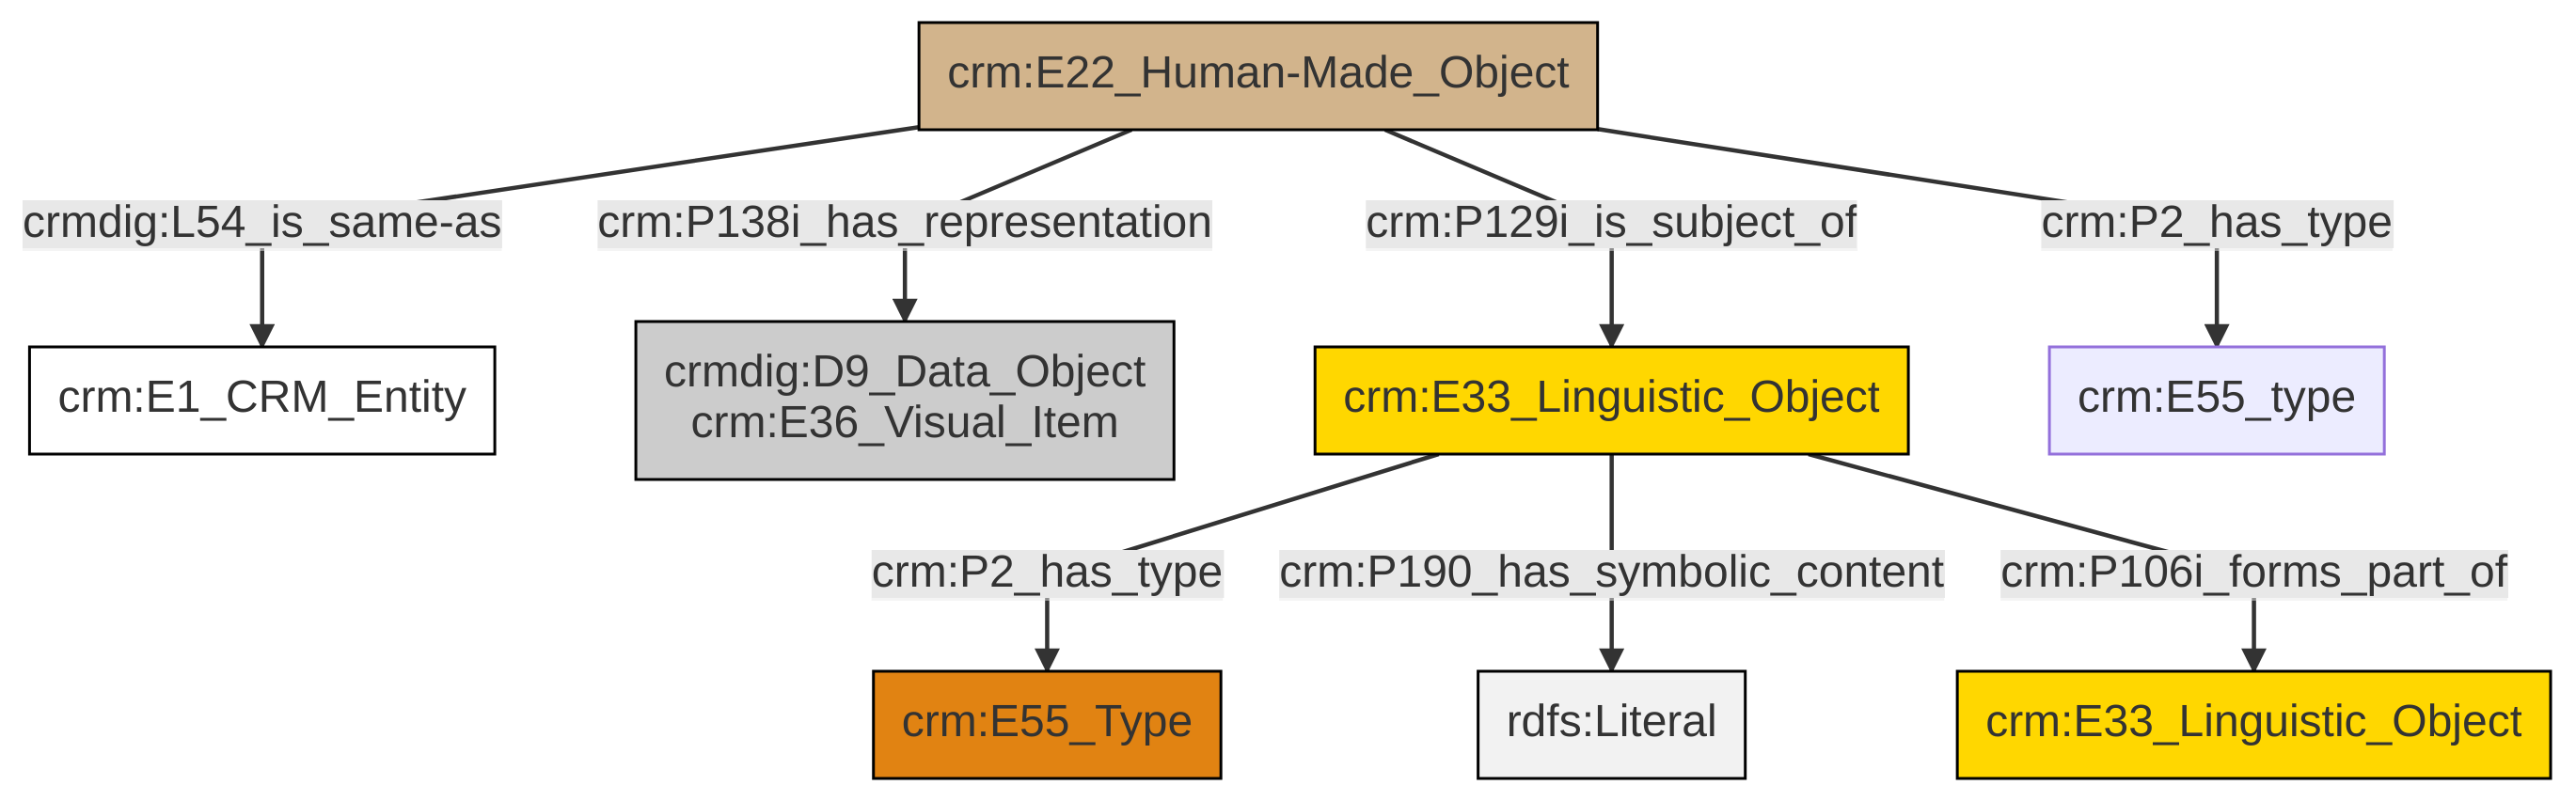 crm:E22_Human-Made_Object
crmdig:L54_is_same-as
crm:P138i_has_representation
crm:P129i_is_subject_of
crm:P2_has_type
crm:E1_CRM_Entity
crmdig:D9_Data_Object
crm:E36_Visual_Item
crm:E33_Linguistic_Object
crm:E55_type
crm:P2_has_type
crm:P190_has_symbolic_content
crm:P106i_forms_part_of
crm:E55_Type
rdfs:Literal
crm:E33_Linguistic_Object